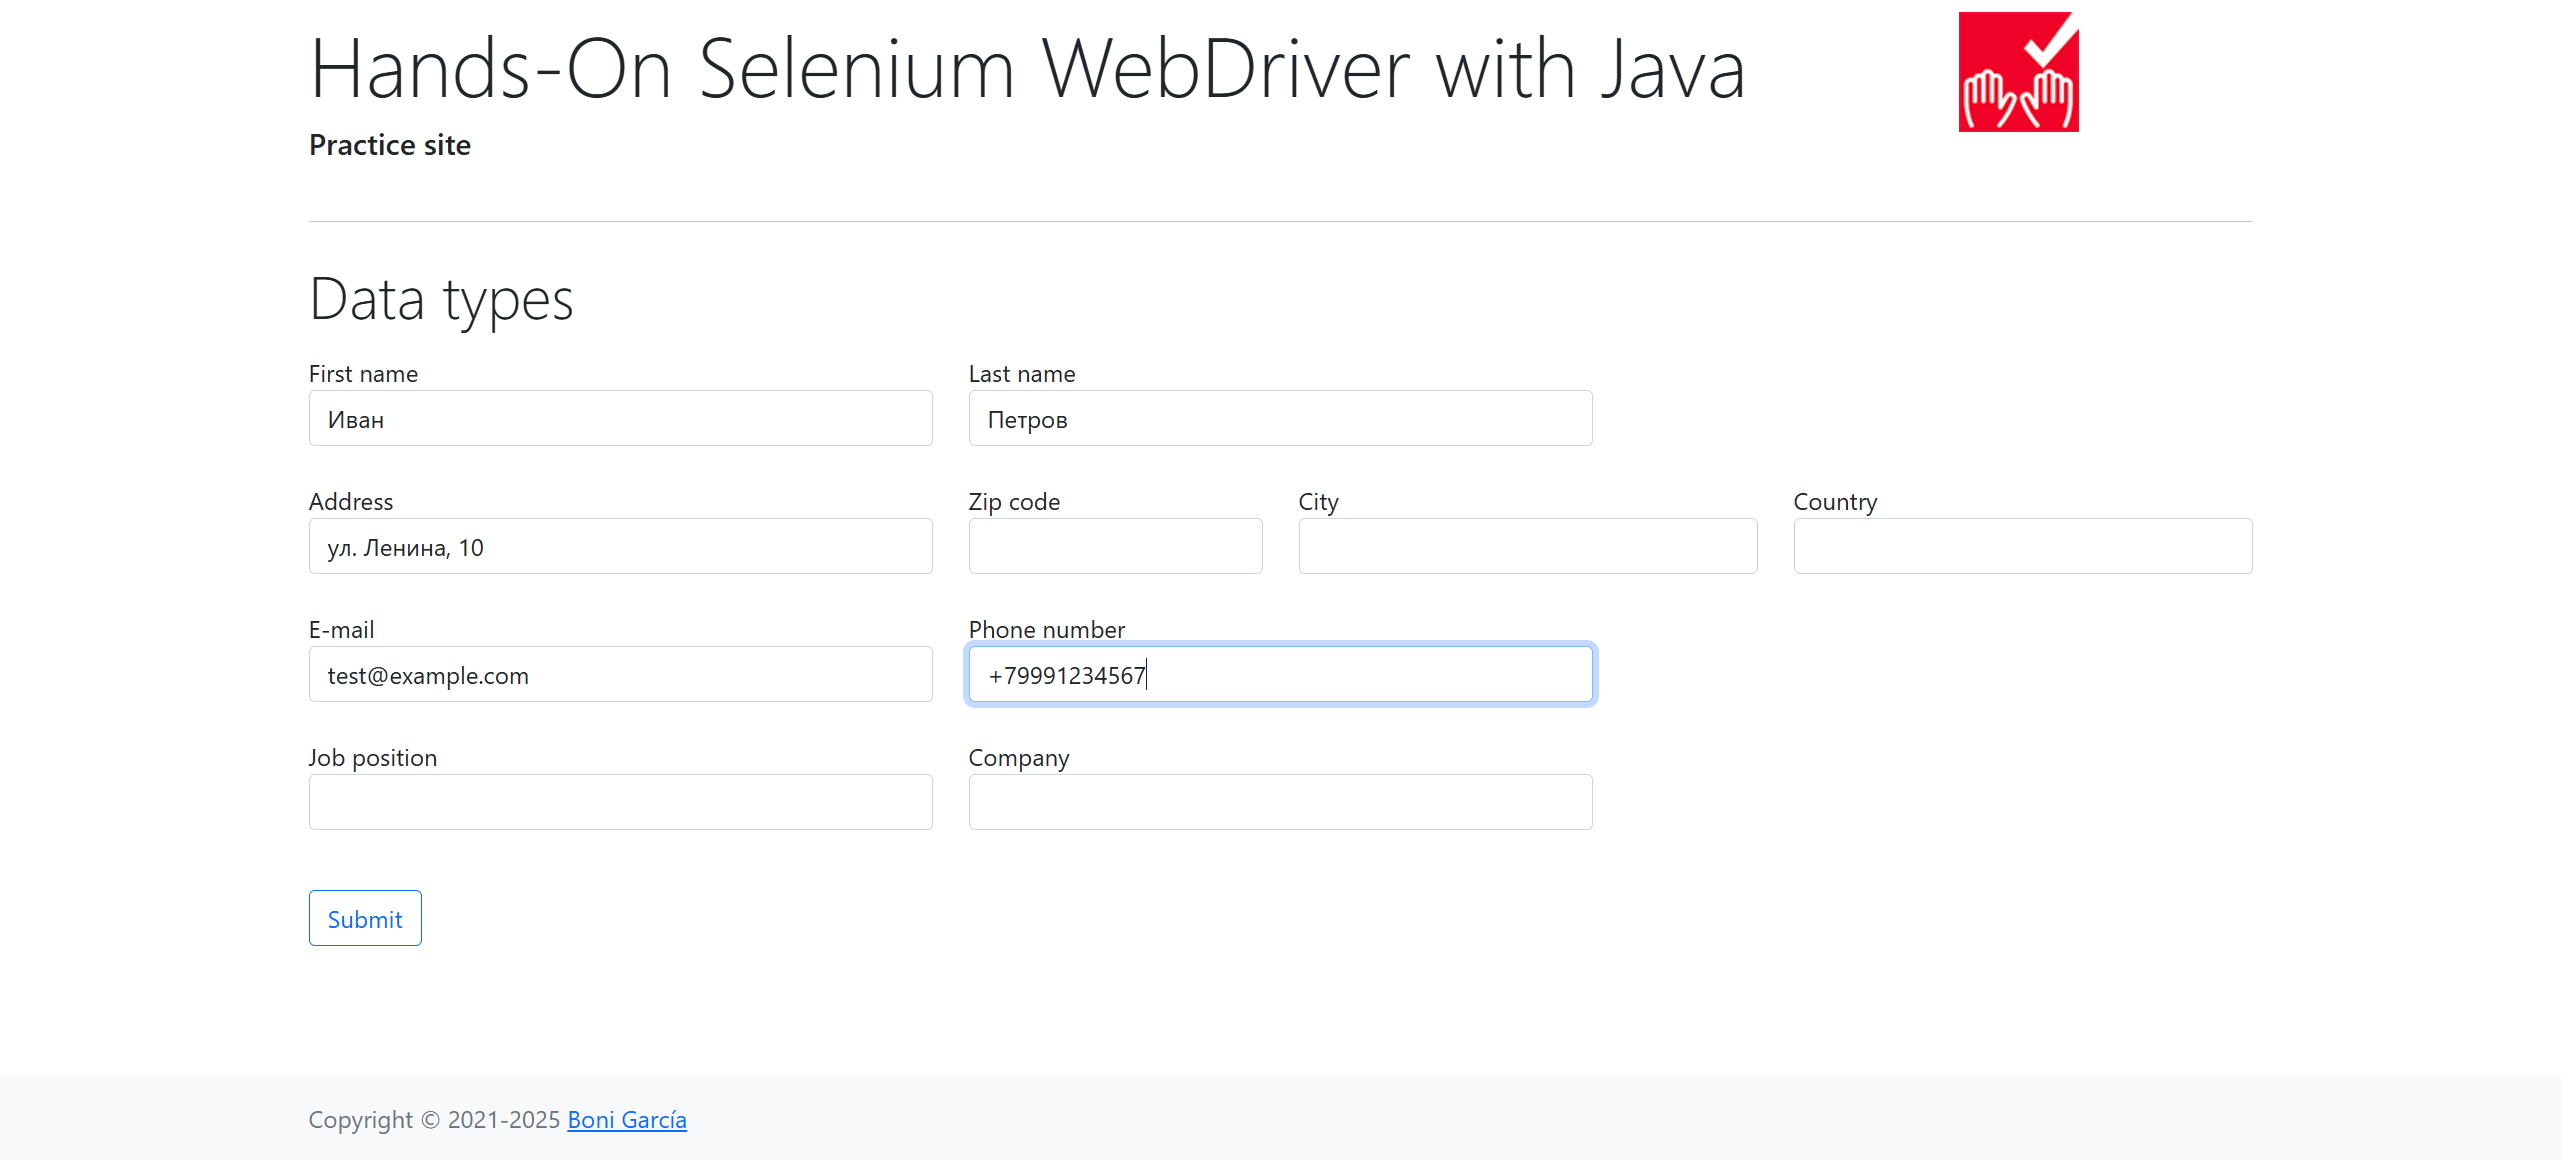 Hands-On Selenium WebDriver with Java
Practice site
Data types
First name
Last name
Иван
Петров
Address
Zip code
City
Country
ул. Ленина, 10
E-mail
Phone number
test@example.com
+79991234567
Job position
Company
Submit
Copyright © 2021-2025 Boni García